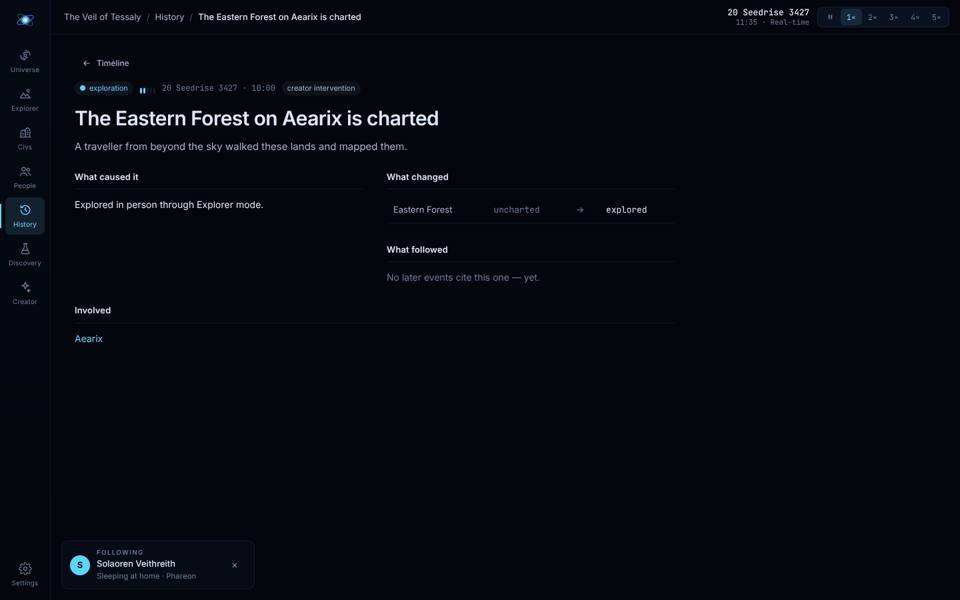 The Veil of Tessaly / History / The Eastern Forest on Aearix is charted
20 Seedrise 3427
11:35 · Real-time
1× 2× 3× 4× 5×
Universe
Explorer
Civs
People
History
Discovery
Creator
Settings
← Timeline
exploration 20 Seedrise 3427 · 10:00 creator intervention
The Eastern Forest on Aearix is charted
A traveller from beyond the sky walked these lands and mapped them.
What caused it
Explored in person through Explorer mode.
What changed
Eastern Forest uncharted → explored
What followed
No later events cite this one — yet.
Involved
Aearix
FOLLOWING
S
Solaoren Veithreith
×
Sleeping at home · Phareon